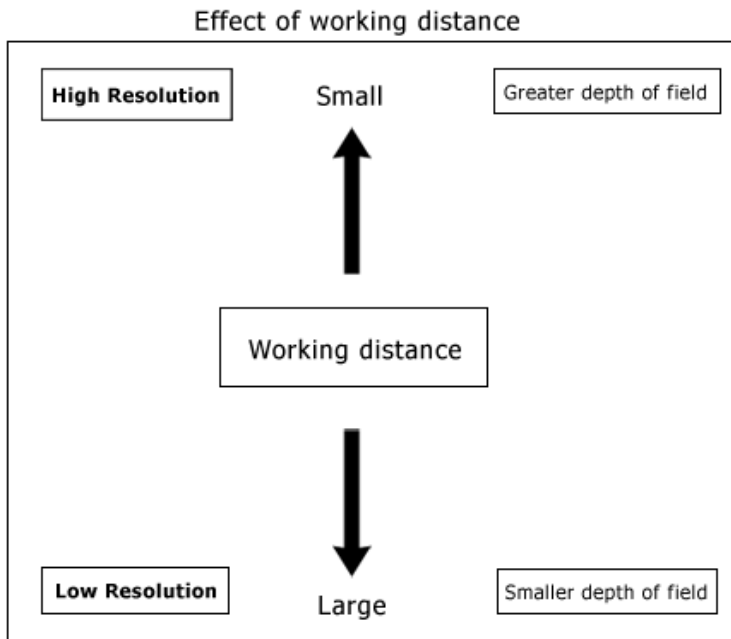 Effect of working distance
High Resolution
Small
Greater depth of field
Working distance
Low Resolution
Large
Smaller depth of field